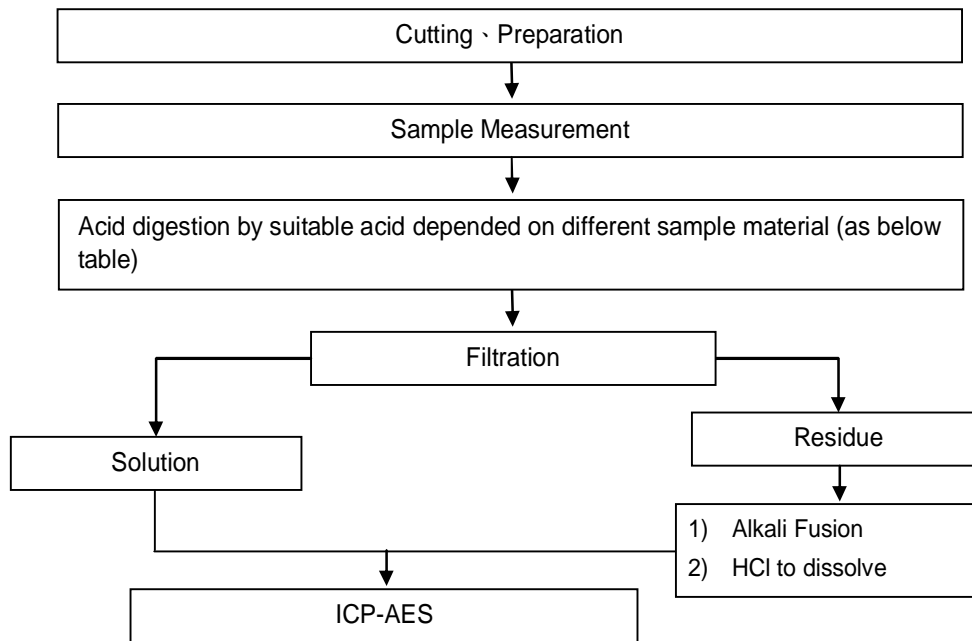 Cutting、Preparation
Sample Measurement
Acid digestion by suitable acid depended on different sample material (as below
table)
Filtration
Solution
Residue
1) Alkali Fusion
2) HCl to dissolve
ICP-AES